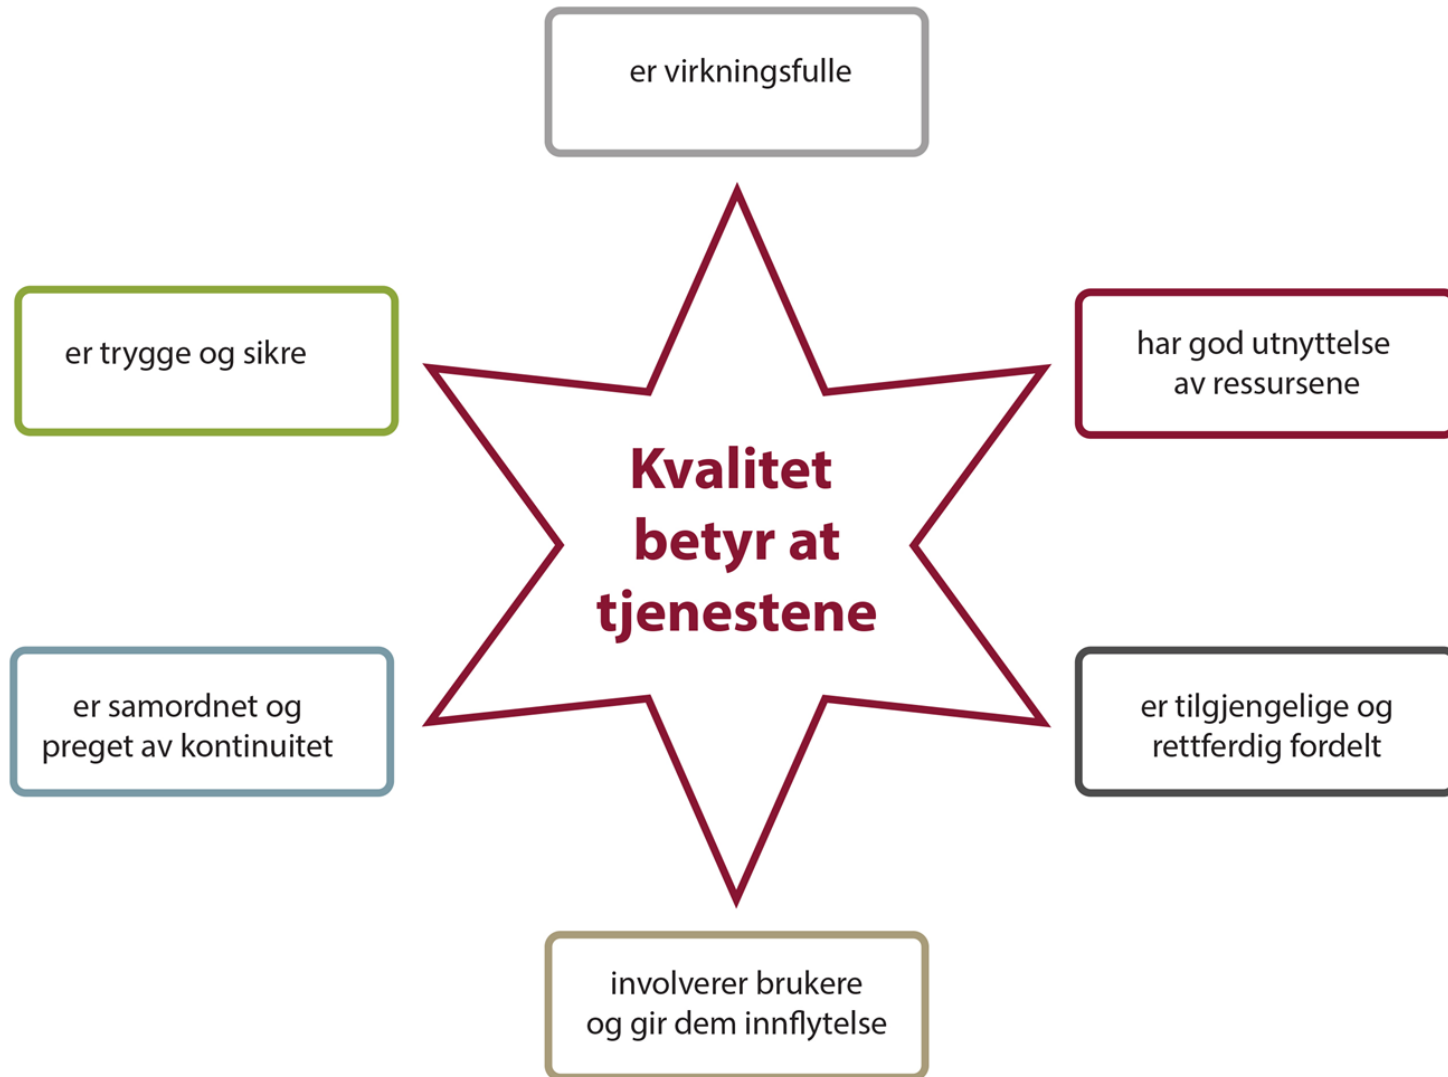 er virkningsfulle
er trygge og sikre
har god utnyttelse
av ressursene
Kvalitet
betyr at
tjenestene
er samordnet og
preget av kontinuitet
er tilgjengelige og
rettferdig fordelt
involverer brukere
og gir dem innflytelse